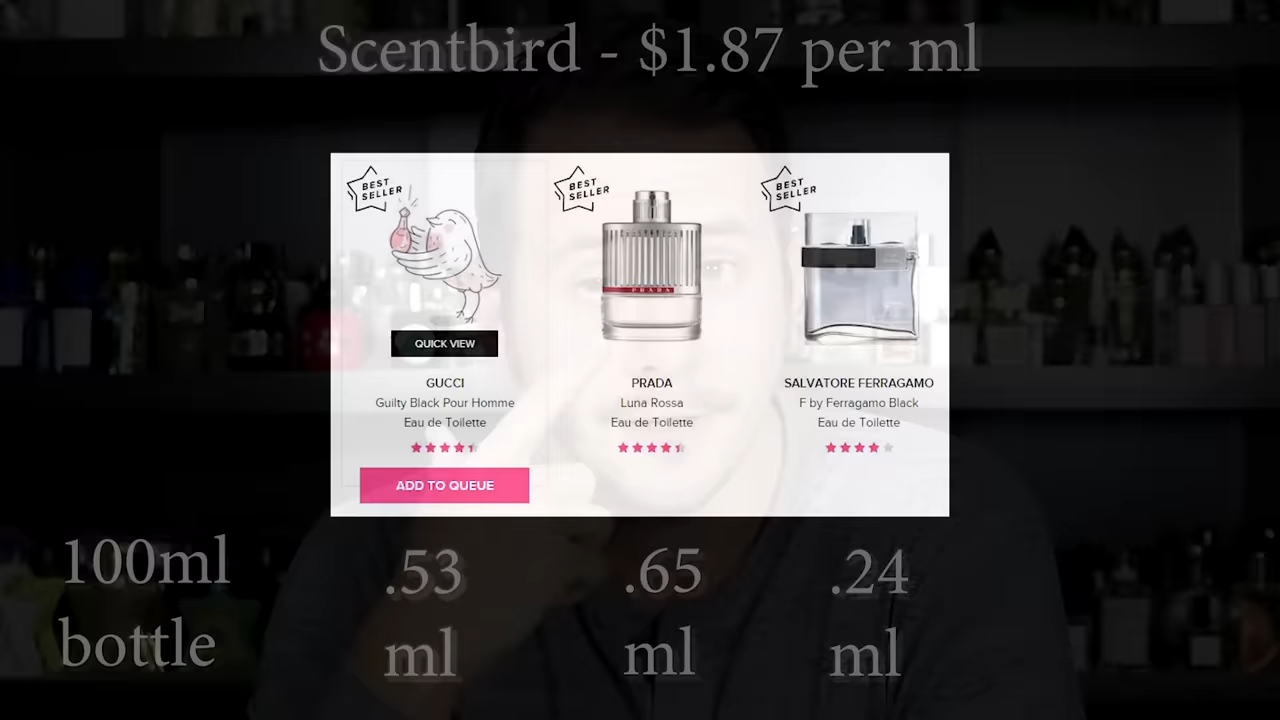 Scentbird - $1.87 per ml
BEST SELLER
BEST SELLER
BEST SELLER
PRADA
QUICK VIEW
GUCCI
Guilty Black Pour Homme
Eau de Toilette
ADD TO QUEUE
PRADA
Luna Rossa
Eau de Toilette
SALVATORE FERRAGAMO
F by Ferragamo Black
Eau de Toilette
100ml
bottle
.53
ml
.65
ml
.24
ml